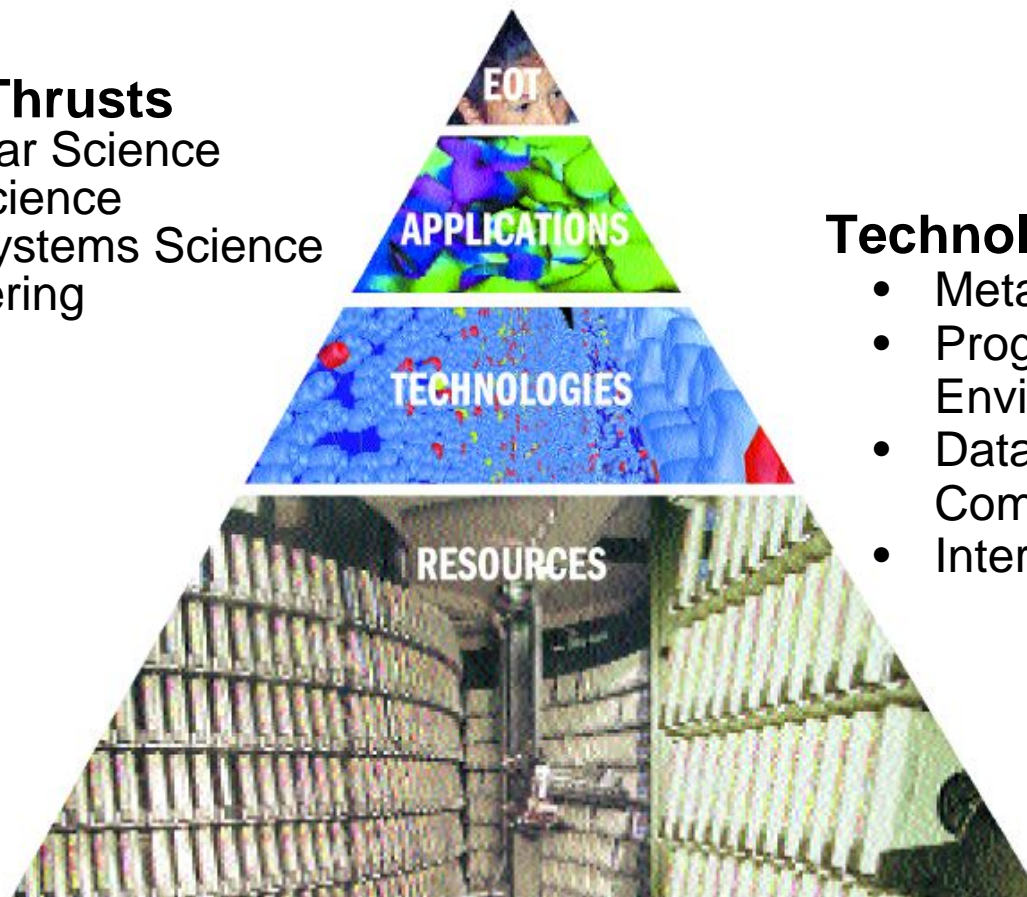 EOT
Thrusts
ar Science
cience
ystems Science
ering
APPLICATIONS
Technol
• Meta
• Prog
Envi
• Data
Com
• Inter
TECHNOLOGIES
RESOURCES